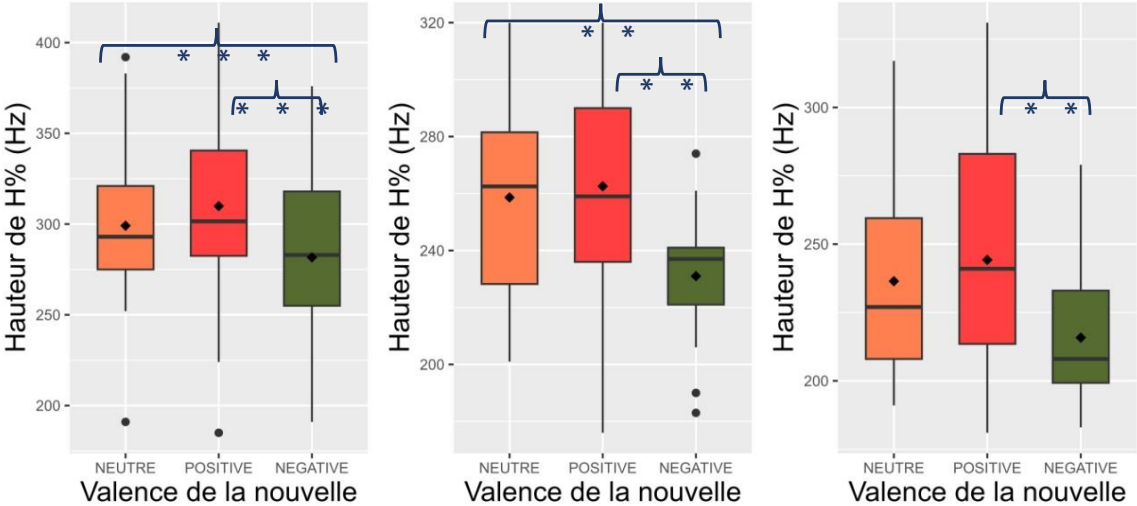 Hauteur de H% (Hz)
400
350
300
250
200
* * *
* * *
NEUTRE POSITIVE NEGATIVE
Valence de la nouvelle
Hauteur de H% (Hz)
320
280
240
200
* *
* *
NEUTRE POSITIVE NEGATIVE
Valence de la nouvelle
Hauteur de H% (Hz)
300
250
200
* *
NEUTRE POSITIVE NEGATIVE
Valence de la nouvelle